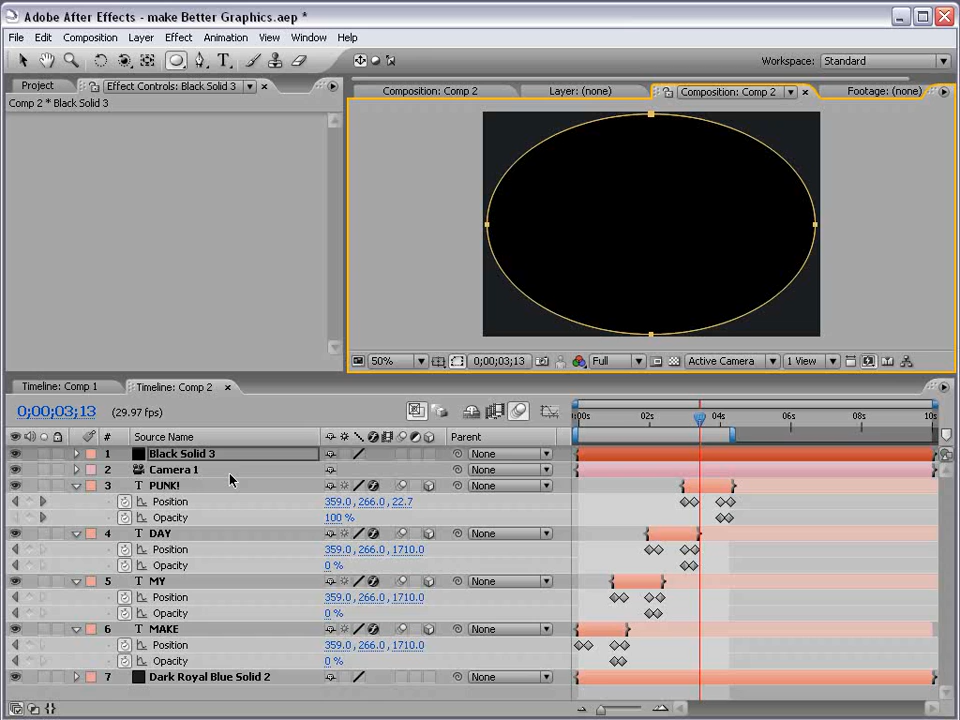 Adobe After Effects - make Better Graphics.aep *
File Edit Composition Layer Effect Animation View Window Help
Workspace: Standard
Project Effect Controls: Black Solid 3
Composition: Comp 2 Layer: (none) Composition: Comp 2 Footage: (none)
Comp 2 * Black Solid 3
50% 0;00;03;13 Full Active Camera 1 View
Timeline: Comp 1 Timeline: Comp 2
0;00;03;13 (29.97 fps)
:00s 02s 04s 06s 08s 10s
# Source Name Parent
1 Black Solid 3 None
2 Camera 1 None
3 T PUNK! None
Position 359.0, 266.0, 22.7
Opacity 100 %
4 T DAY None
Position 359.0, 266.0, 1710.0
Opacity 0 %
5 T MY None
Position 359.0, 266.0, 1710.0
Opacity 0 %
6 T MAKE None
Position 359.0, 266.0, 1710.0
Opacity 0 %
7 Dark Royal Blue Solid 2 None